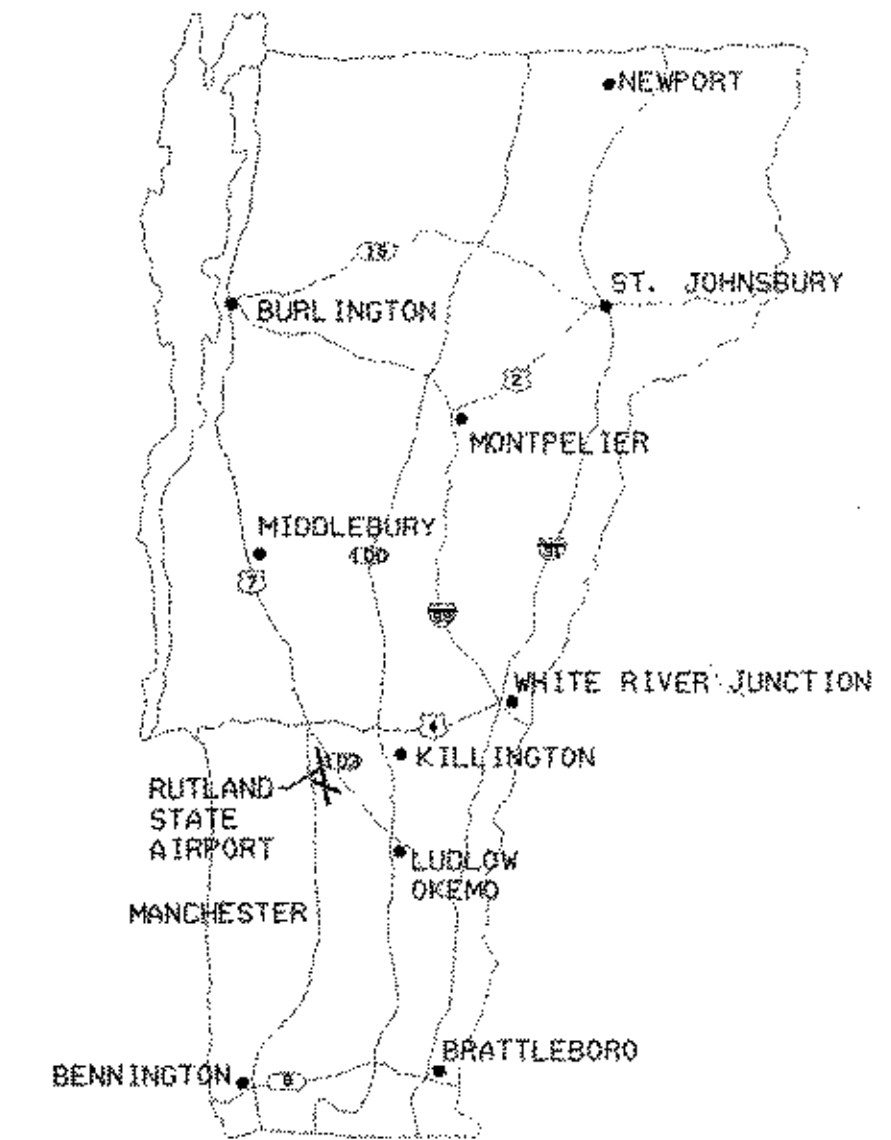 NEWPORT
15
ST. JOHNSBURY
BURLINGTON
2
MONTPELIER
MIDDLEBURY
100
91
7
89
WHITE RIVER JUNCTION
4
KILLINGTON
RUTLAND
STATE
AIRPORT
LUDLOW
OKEMO
MANCHESTER
BRATTLEBORO
BENNINGTON
9